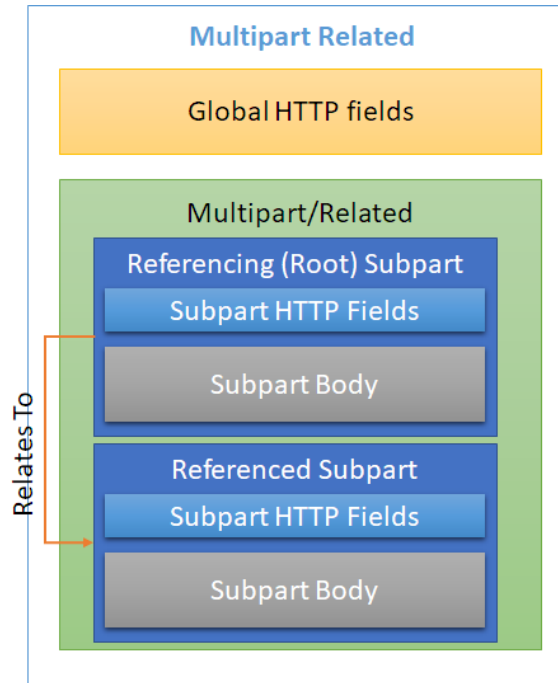 Multipart Related
Global HTTP fields
Multipart/Related
Referencing (Root) Subpart
Subpart HTTP Fields
Subpart Body
Relates To
Referenced Subpart
Subpart HTTP Fields
Subpart Body